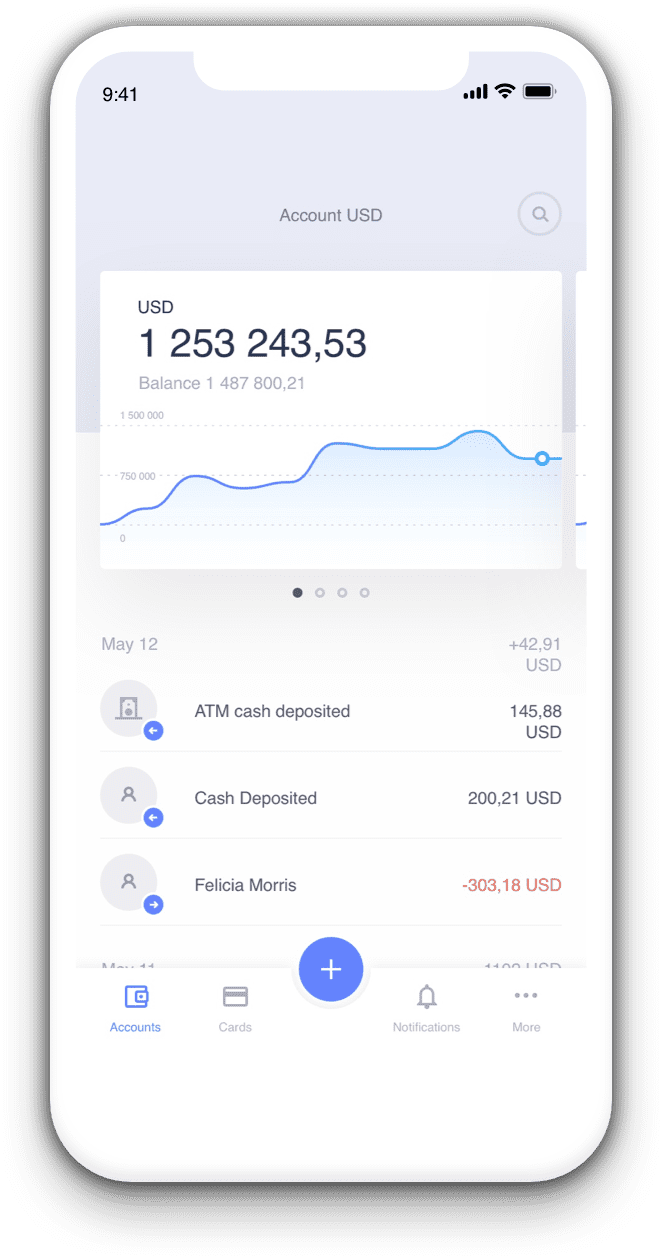 9:41
Account USD
USD
1 253 243,53
Balance 1 487 800,21
1 500 000
750 000
0
May 12
+42,91
USD
ATM cash deposited
145,88
USD
Cash Deposited
200,21 USD
Felicia Morris
-303,18 USD
May 11
Accounts
Cards
Notifications
More